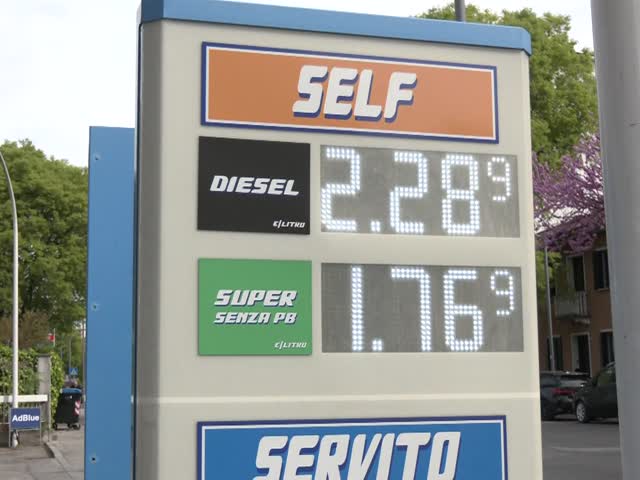 SELF
DIESEL 2.28⁹
€/LITRO
SUPER
SENZA PB 1.76⁹
€/LITRO
SERVITO
AdBlue